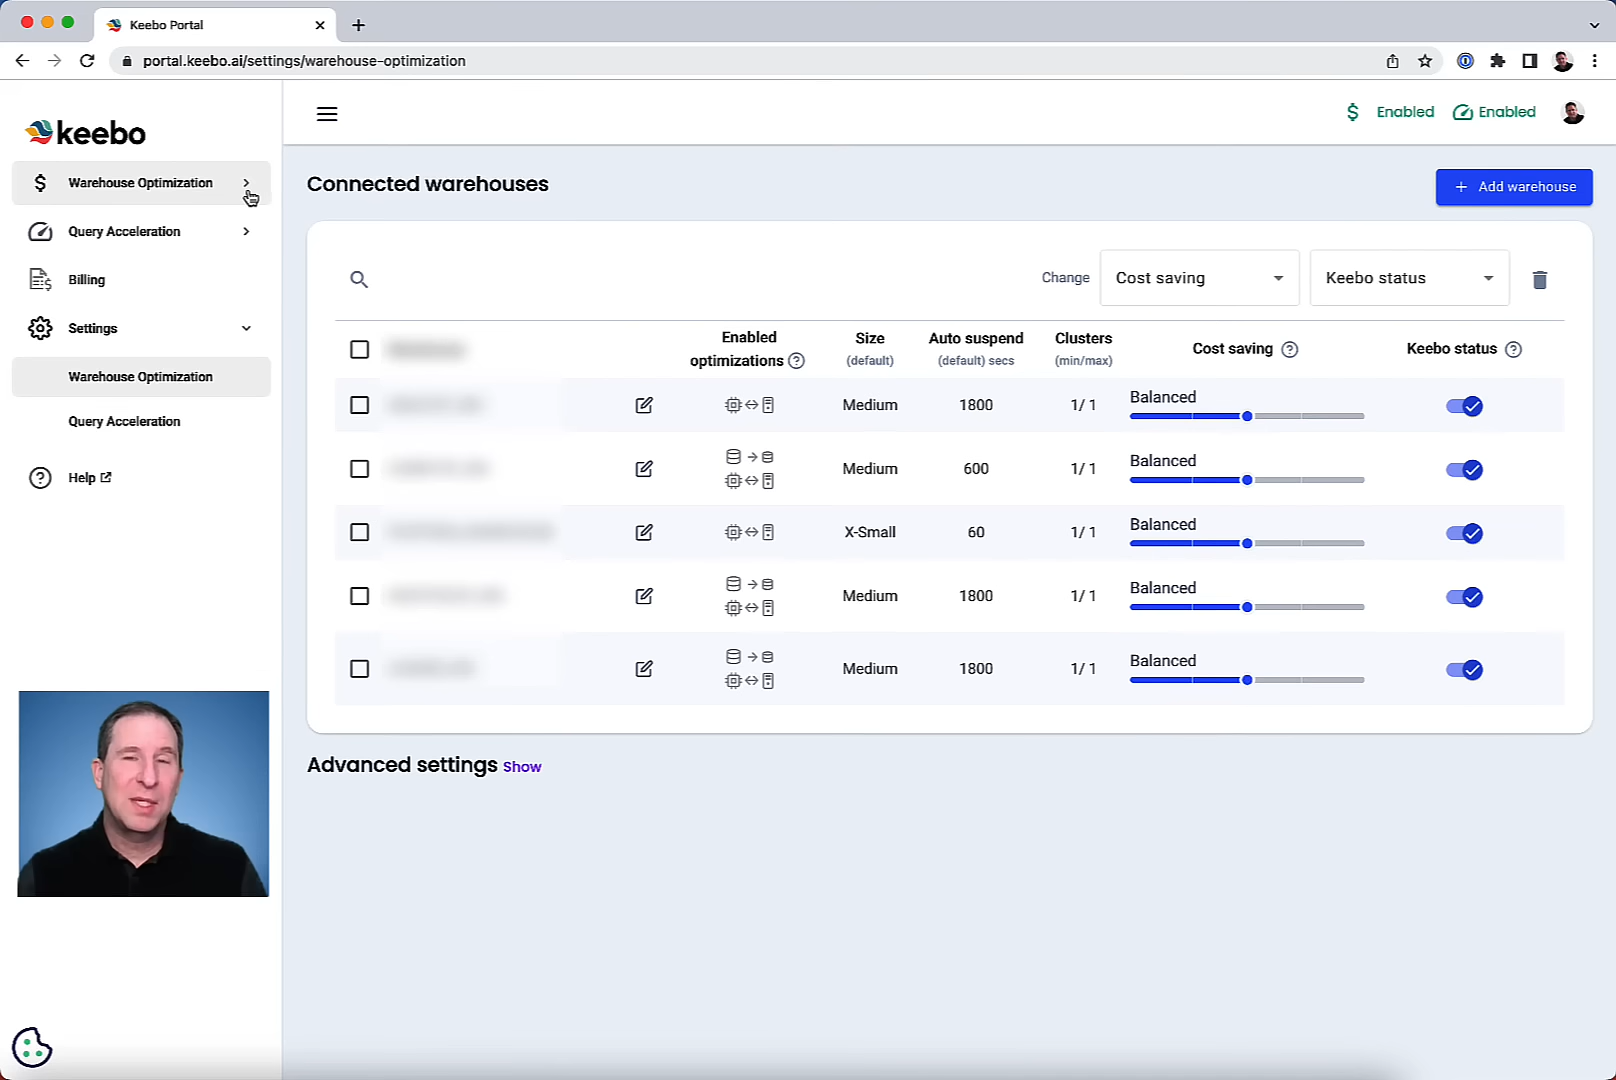 Keebo Portal
portal.keebo.ai/settings/warehouse-optimization
keebo
$ Enabled Enabled
$ Warehouse Optimization
Query Acceleration
Billing
Settings
Warehouse Optimization
Query Acceleration
Help
Connected warehouses
+ Add warehouse
Change Cost saving Keebo status
Enabled optimizations ? Size (default) Auto suspend (default) secs Clusters (min/max) Cost saving ? Keebo status ?
Medium 1800 1/ 1 Balanced
Medium 600 1/ 1 Balanced
X-Small 60 1/ 1 Balanced
Medium 1800 1/ 1 Balanced
Medium 1800 1/ 1 Balanced
Advanced settings Show